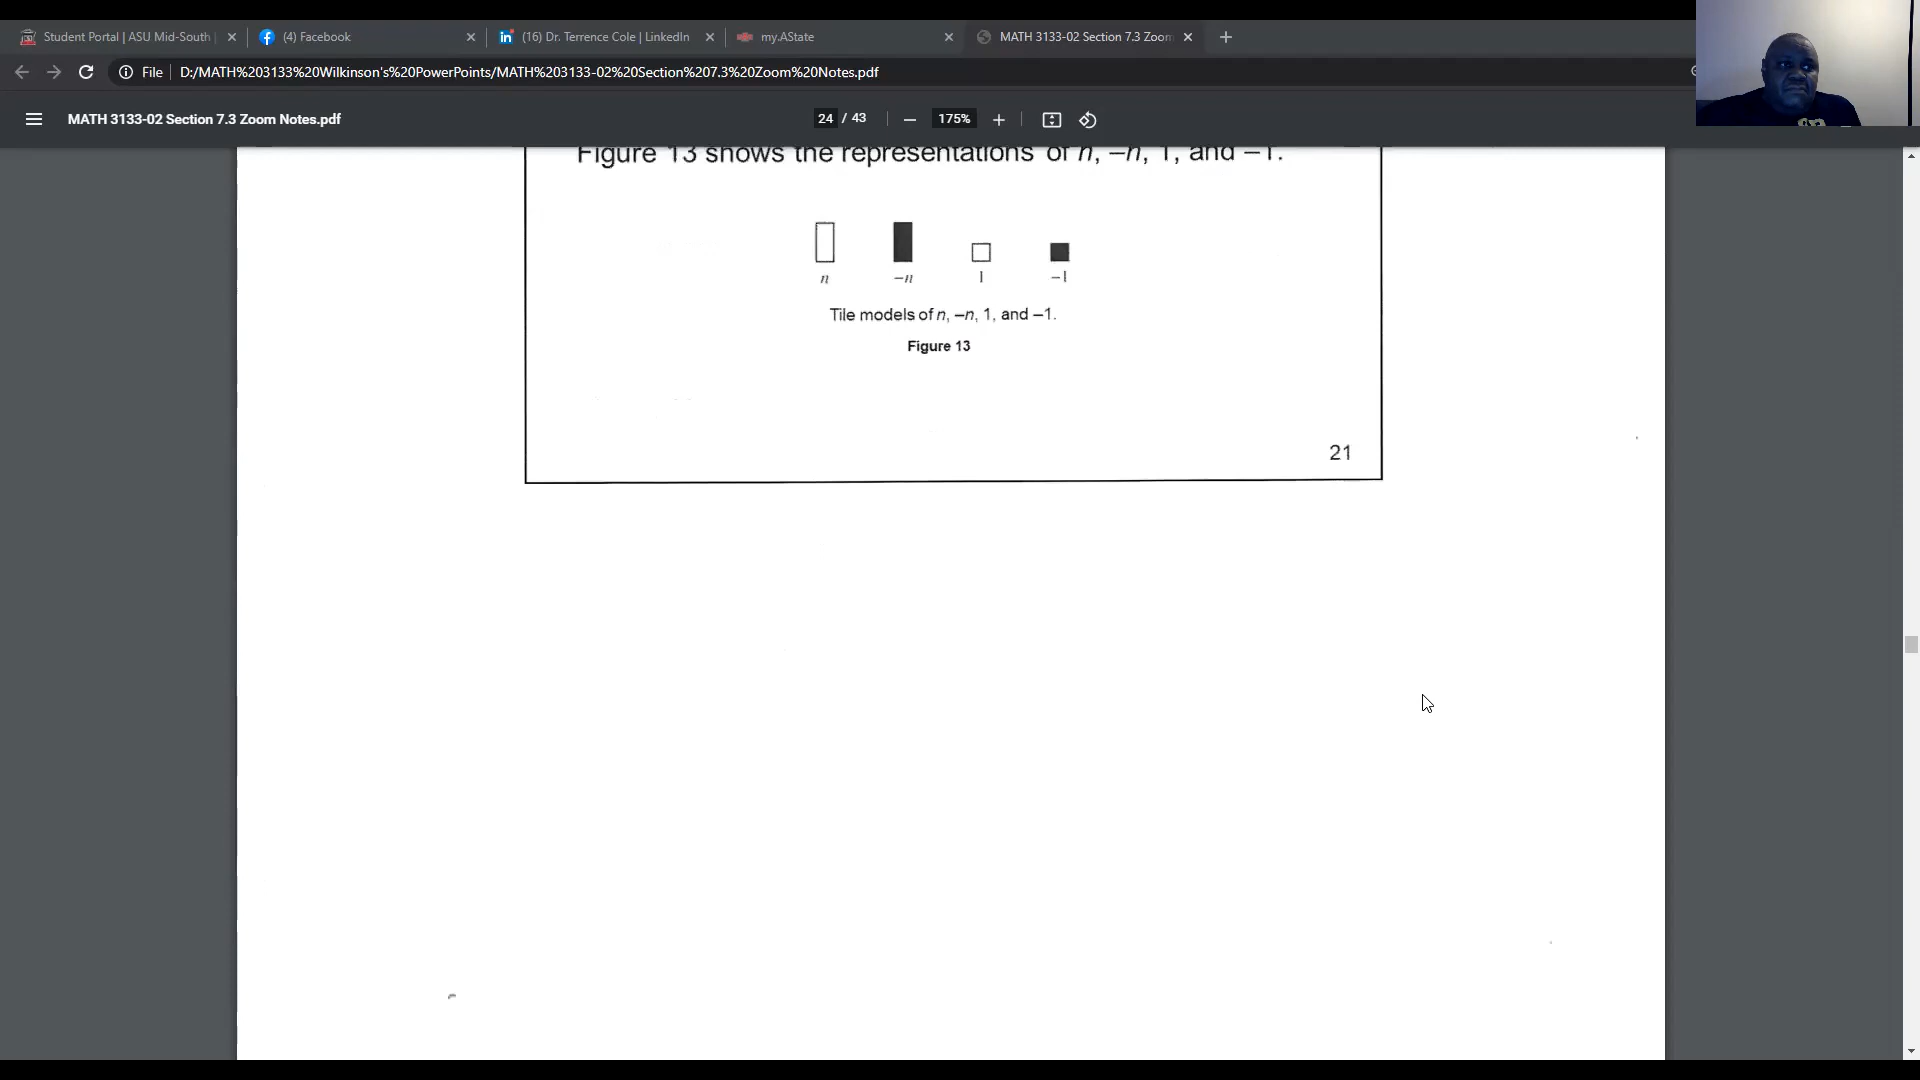 Student Portal | ASU Mid-South |
(4) Facebook
(16) Dr. Terrence Cole | LinkedIn
my.AState
MATH 3133-02 Section 7.3 Zoom
File
D:/MATH%203133%20Wilkinson's%20PowerPoints/MATH%203133-02%20Section%207.3%20Zoom%20Notes.pdf
MATH 3133-02 Section 7.3 Zoom Notes.pdf
24 / 43
175%
Figure 13 shows the representations of n, –n, 1, and –1.
n –n 1 –1
Tile models of n, –n, 1, and –1.
Figure 13
21